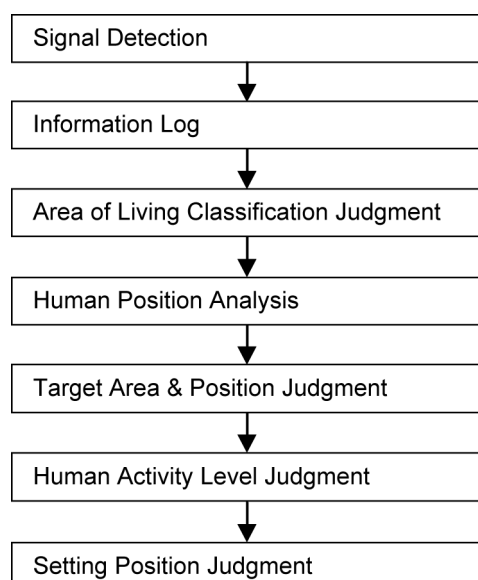 Signal Detection
Information Log
Area of Living Classification Judgment
Human Position Analysis
Target Area & Position Judgment
Human Activity Level Judgment
Setting Position Judgment